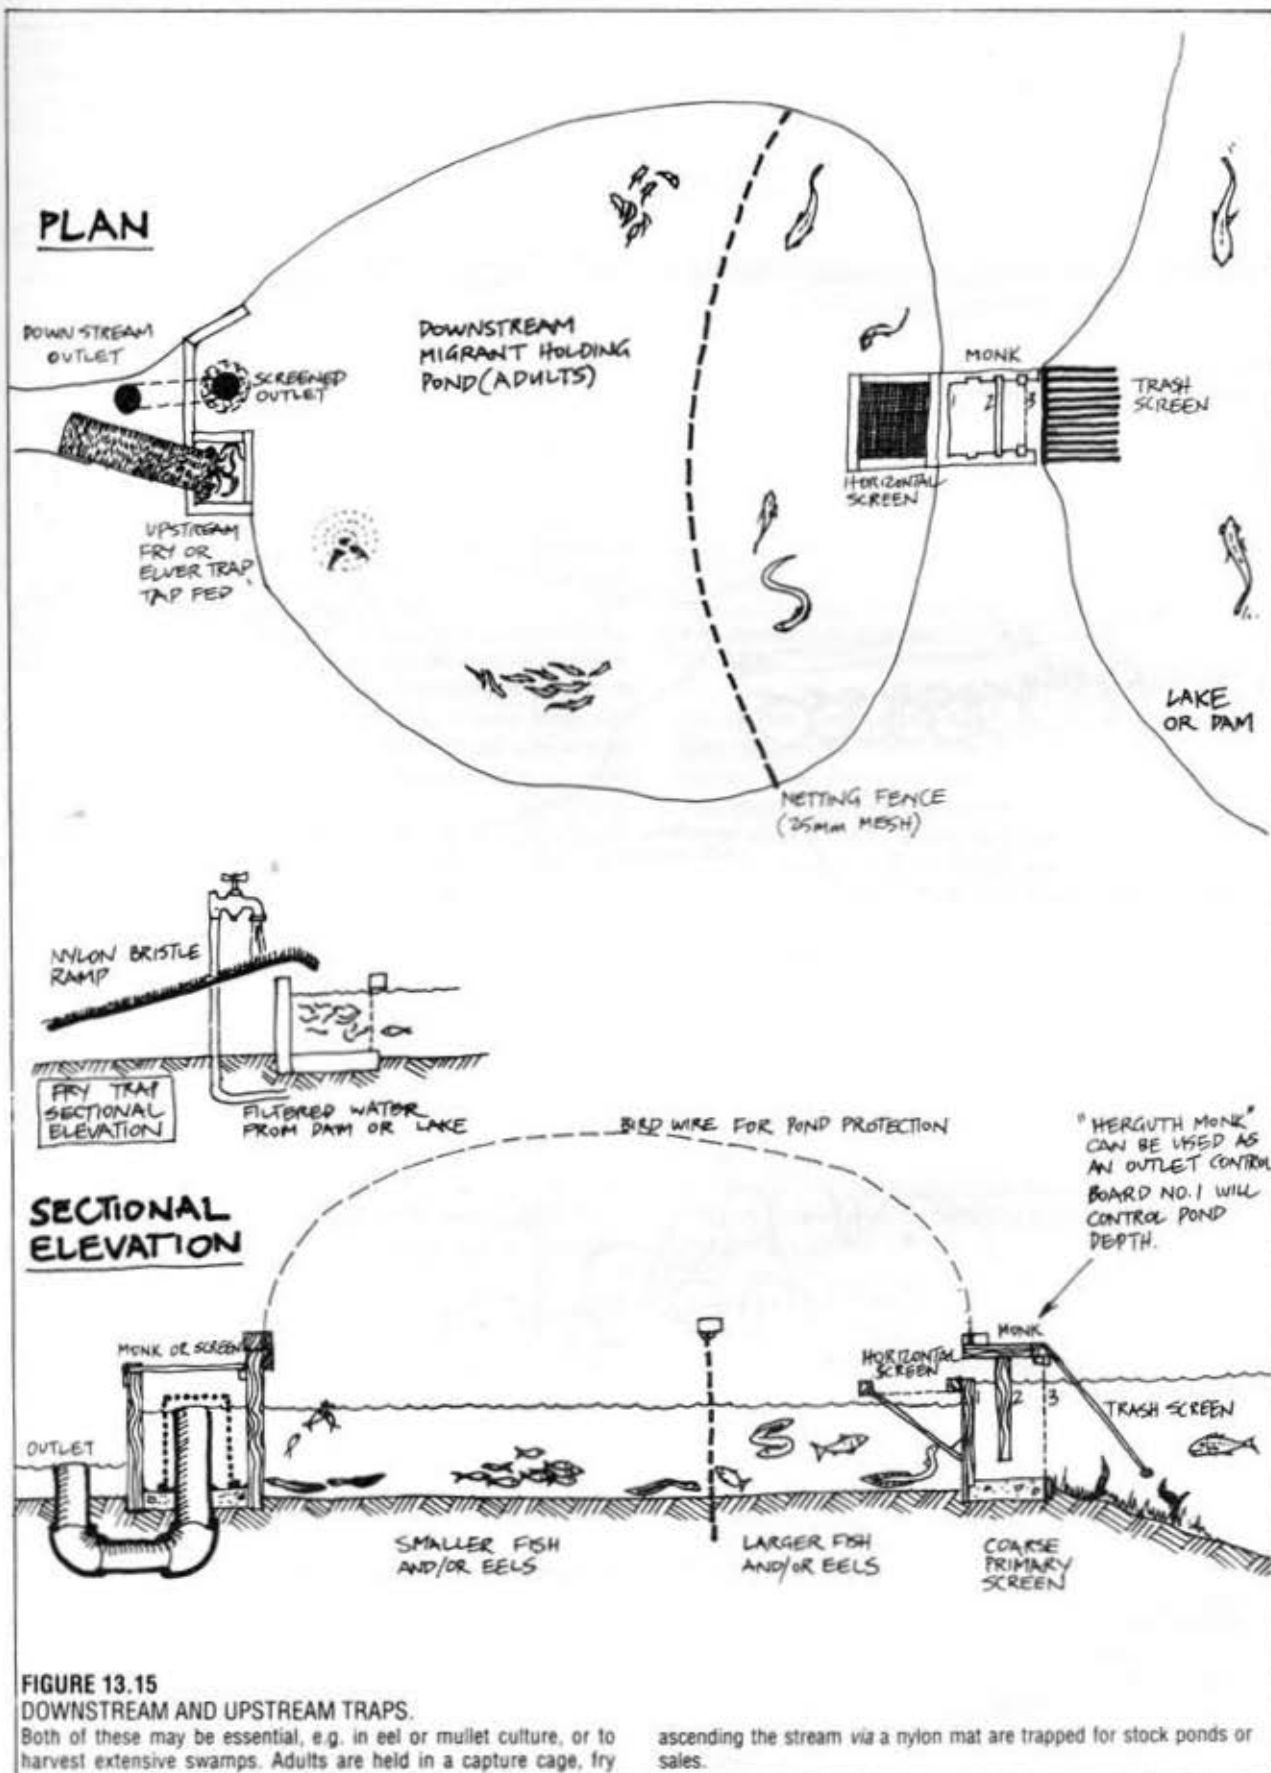 PLAN
DOWNSTREAM
OUTLET
SCREENED
OUTLET
DOWNSTREAM
MIGRANT HOLDING
POND (ADULTS)
MONK
1 2 3
TRASH
SCREEN
HORIZONTAL
SCREEN
UPSTREAM
FRY OR
ELVER TRAP
TAP FED
LAKE
OR DAM
NETTING FENCE
(25mm MESH)
NYLON BRISTLE
RAMP
FRY TRAP
SECTIONAL
ELEVATION
FILTERED WATER
FROM DAM OR LAKE
BIRD WIRE FOR POND PROTECTION
"HERGUTH MONK"
CAN BE USED AS
AN OUTLET CONTROL
BOARD NO. 1 WILL
CONTROL POND
DEPTH.
SECTIONAL
ELEVATION
MONK OR SCREEN
MONK
HORIZONTAL
SCREEN
1 2 3
TRASH SCREEN
OUTLET
SMALLER FISH
AND/OR EELS
LARGER FISH
AND/OR EELS
COARSE
PRIMARY
SCREEN
FIGURE 13.15
DOWNSTREAM AND UPSTREAM TRAPS.
Both of these may be essential, e.g. in eel or mullet culture, or to
harvest extensive swamps. Adults are held in a capture cage, fry
ascending the stream via a nylon mat are trapped for stock ponds or
sales.